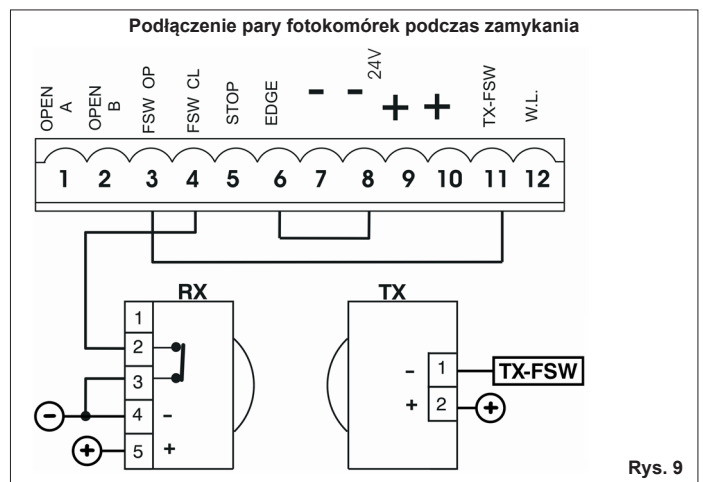 Podłączenie pary fotokomórek podczas zamykania
OPEN A
OPEN B
FSW OP
FSW CL
STOP
EDGE
-
-
24V
+
+
TX-FSW
W.L.
1 2 3 4 5 6 7 8 9 10 11 12
RX
1
2
3
4 -
5 +
-
+
TX
- 1
+ 2
TX-FSW
+
Rys. 9